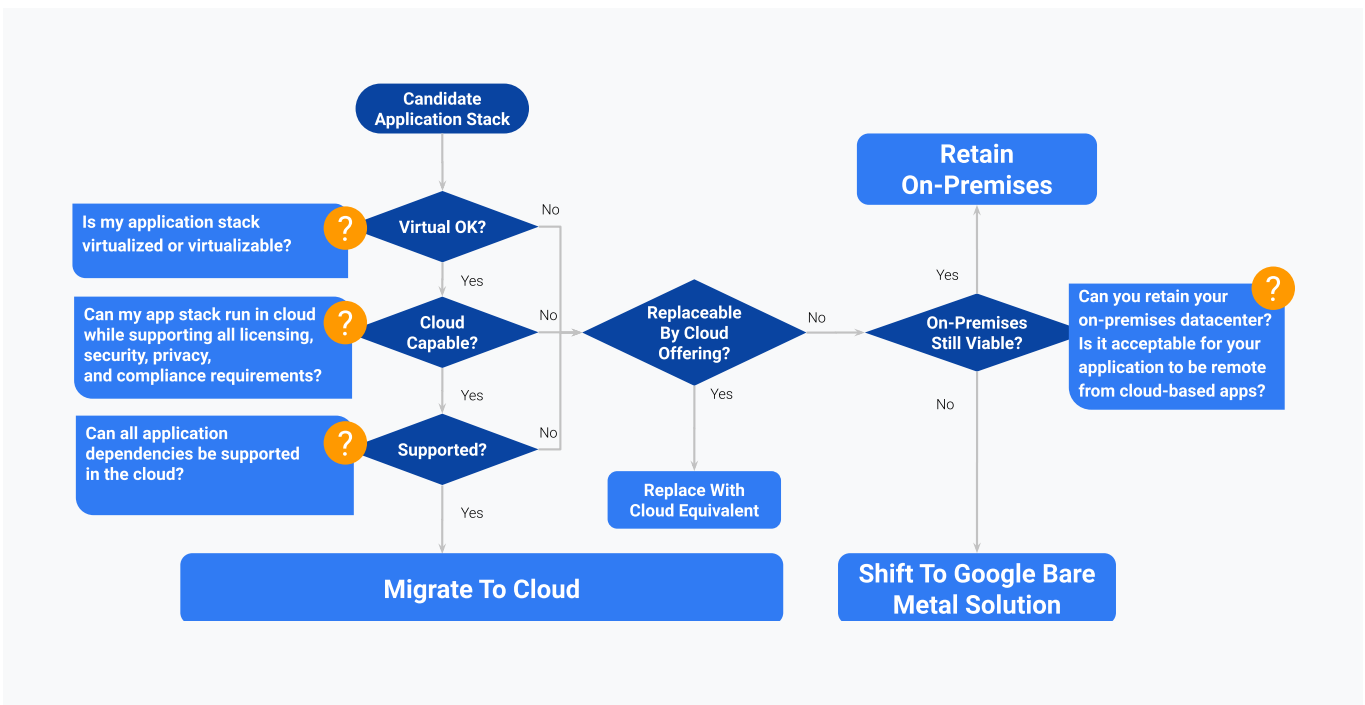 Candidate
Application Stack
Is my application stack
virtualized or virtualizable?
?
Virtual OK?
No
Yes
Can my app stack run in cloud
while supporting all licensing,
security, privacy,
and compliance requirements?
?
Cloud
Capable?
No
Yes
Can all application
dependencies be supported
in the cloud?
?
Supported?
No
Yes
Migrate To Cloud
Replaceable
By Cloud
Offering?
No
Yes
Replace With
Cloud Equivalent
Retain
On-Premises
Yes
On-Premises
Still Viable?
No
?
Can you retain your
on-premises datacenter?
Is it acceptable for your
application to be remote
from cloud-based apps?
Shift To Google Bare
Metal Solution